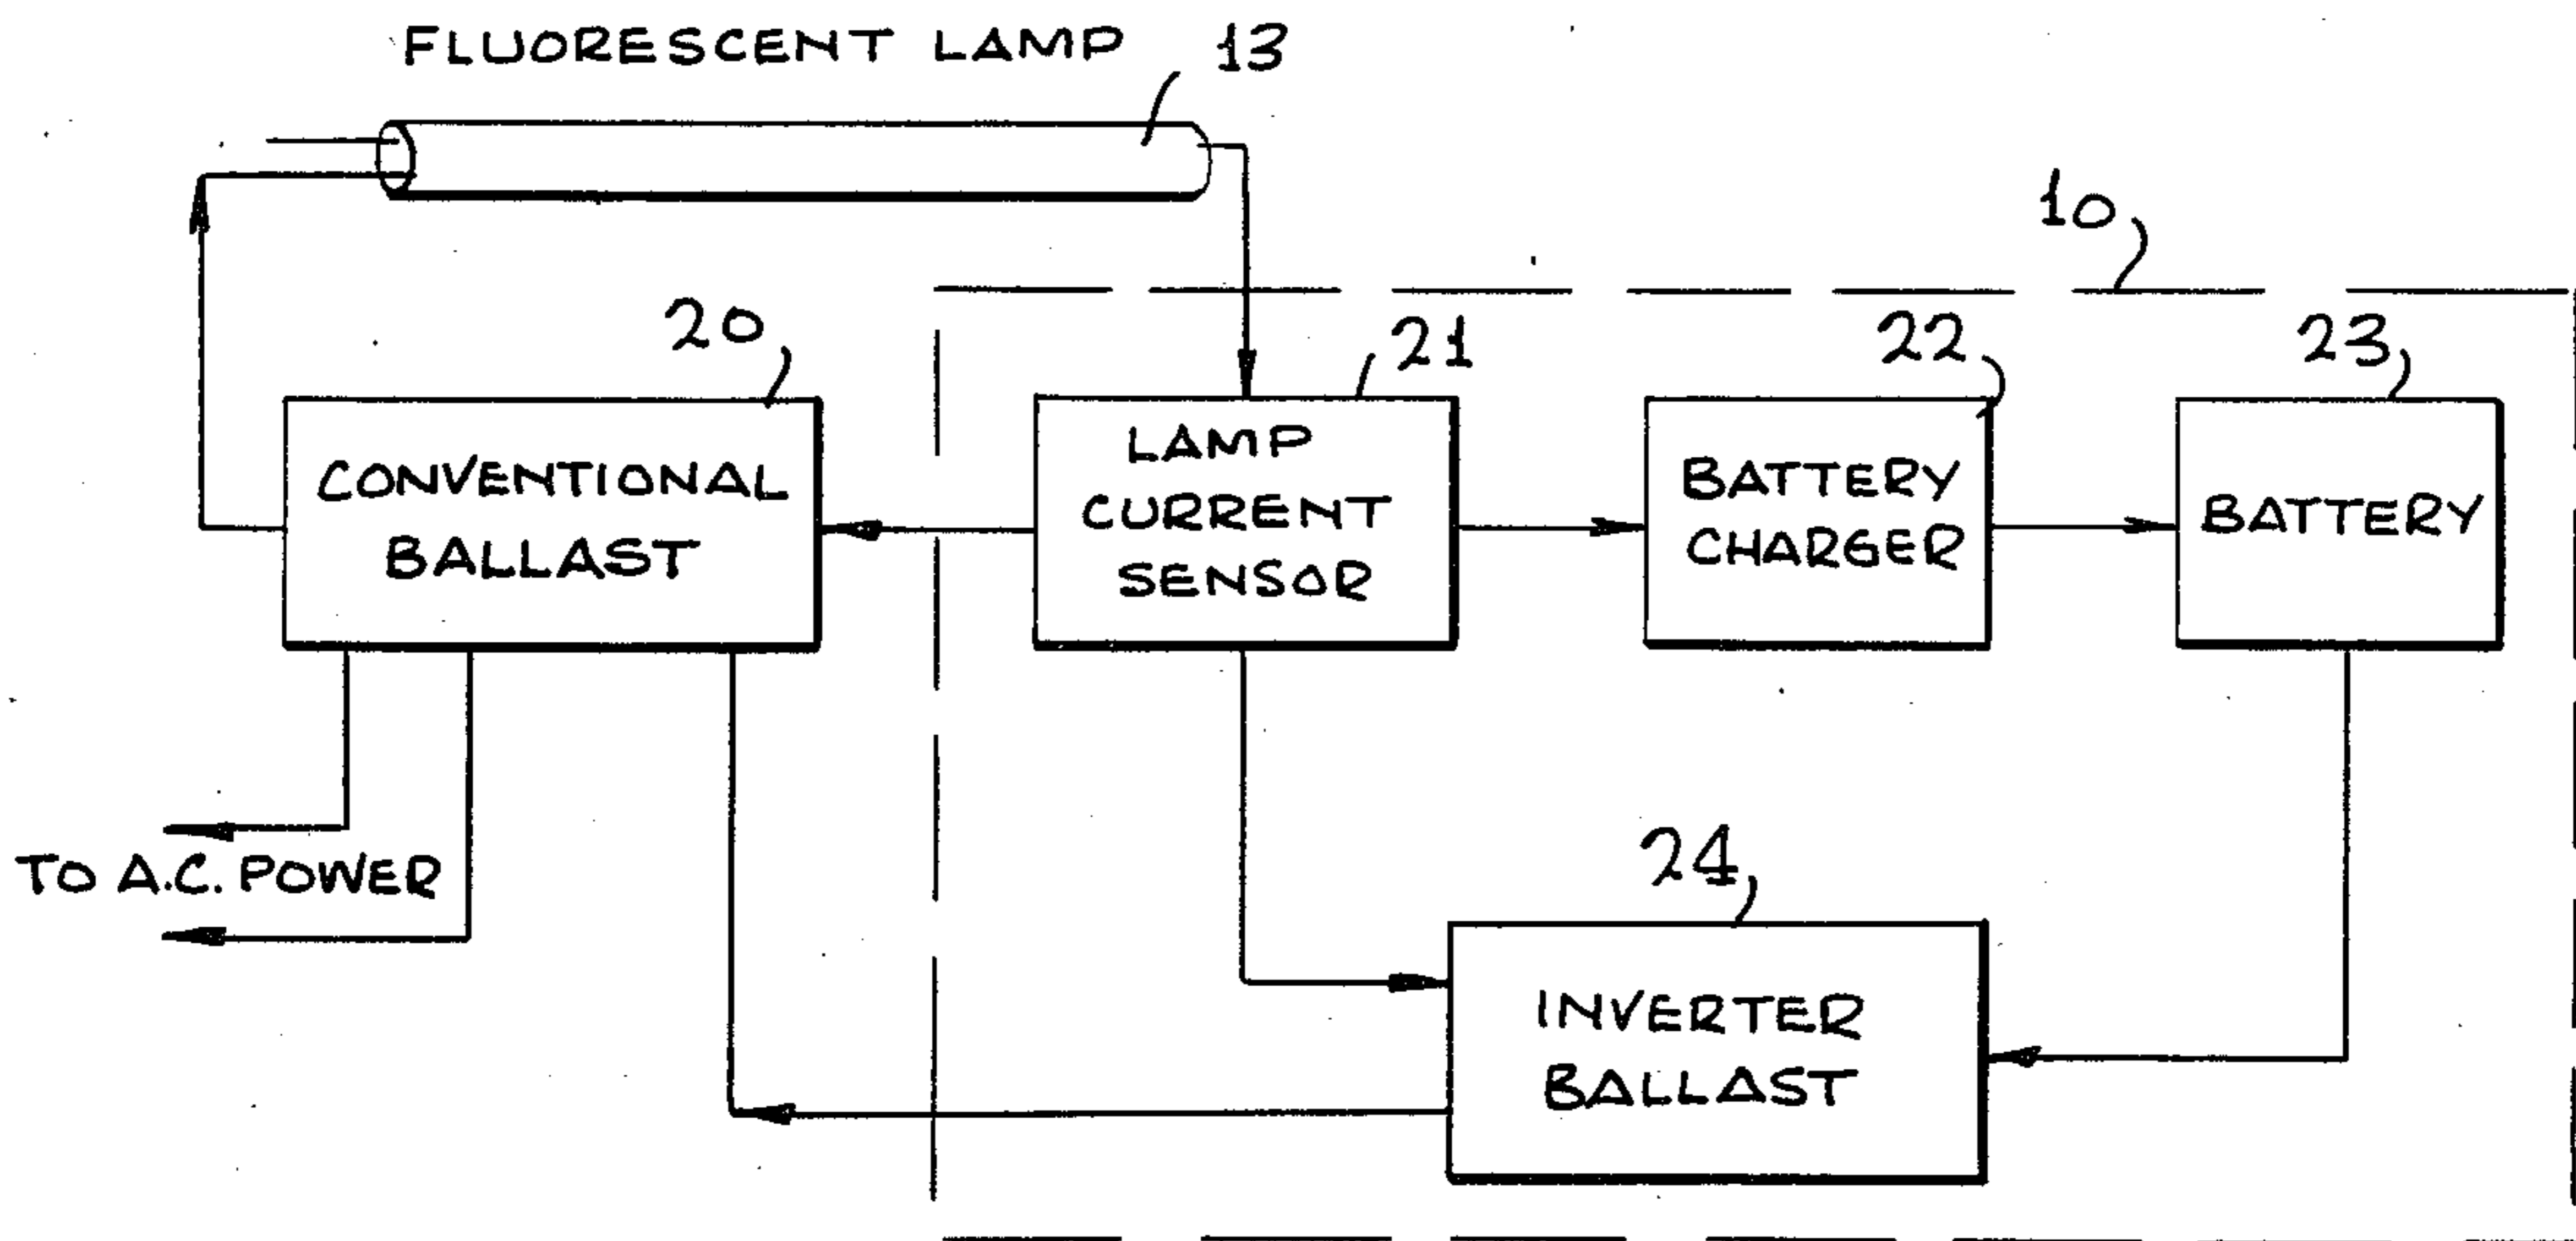 FLUORESCENT LAMP 13
10
20
21
22
23
CONVENTIONAL
BALLAST
LAMP
CURRENT
SENSOR
BATTERY
CHARGER
BATTERY
TO A.C. POWER
24
INVERTER
BALLAST